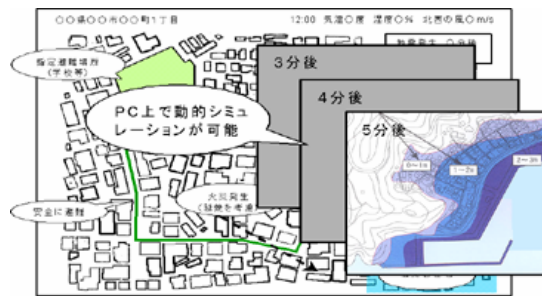 ○○県○○市○○町1丁目
12:00 気温○度 湿度○% 北西の風○m/s
指定避難場所
(学校等)
3分後
4分後
PC上で動的シミュ
レーションが可能
5分後
0～1m
1～2m
2～3m
火災発生
安全に避難